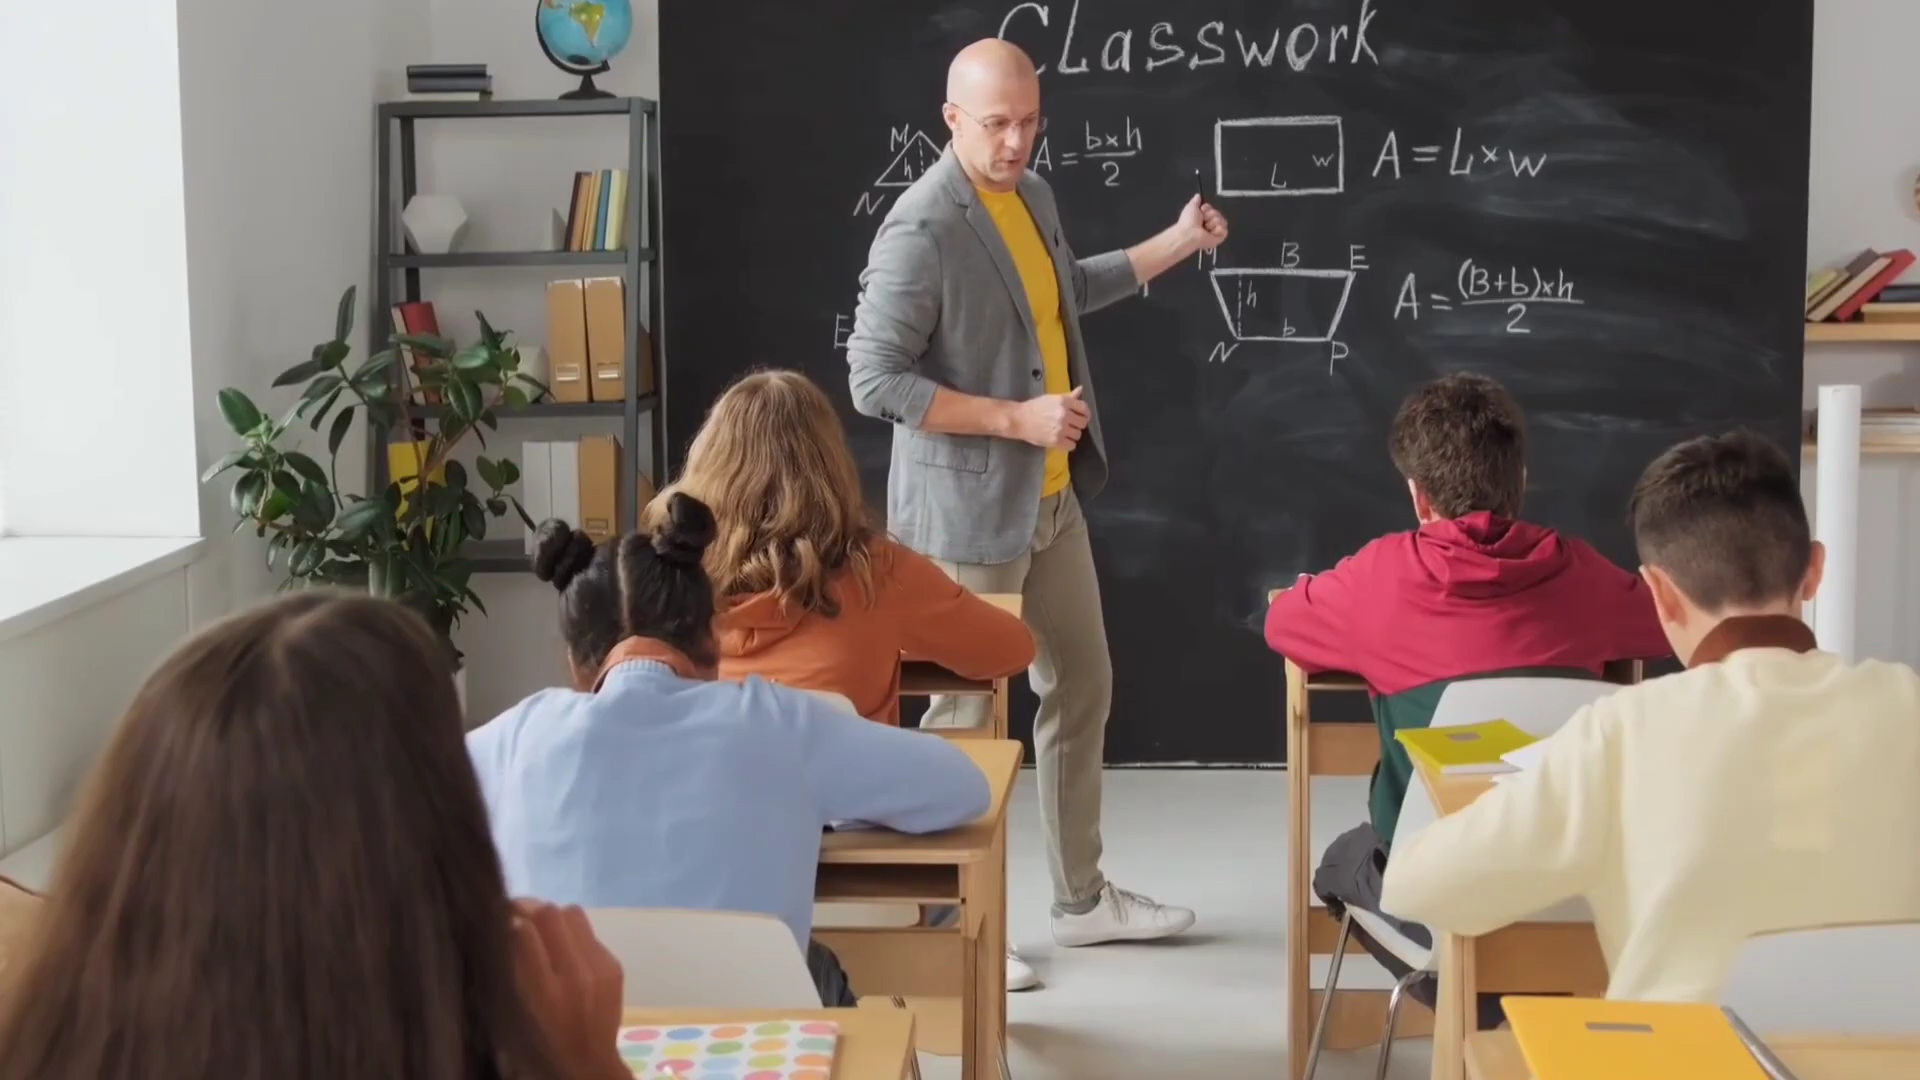 Classwork
M
h
N
A = b×h/2
L
w
A = L×w
M B E
h
b
N P
A = (B+b)×h/2
E